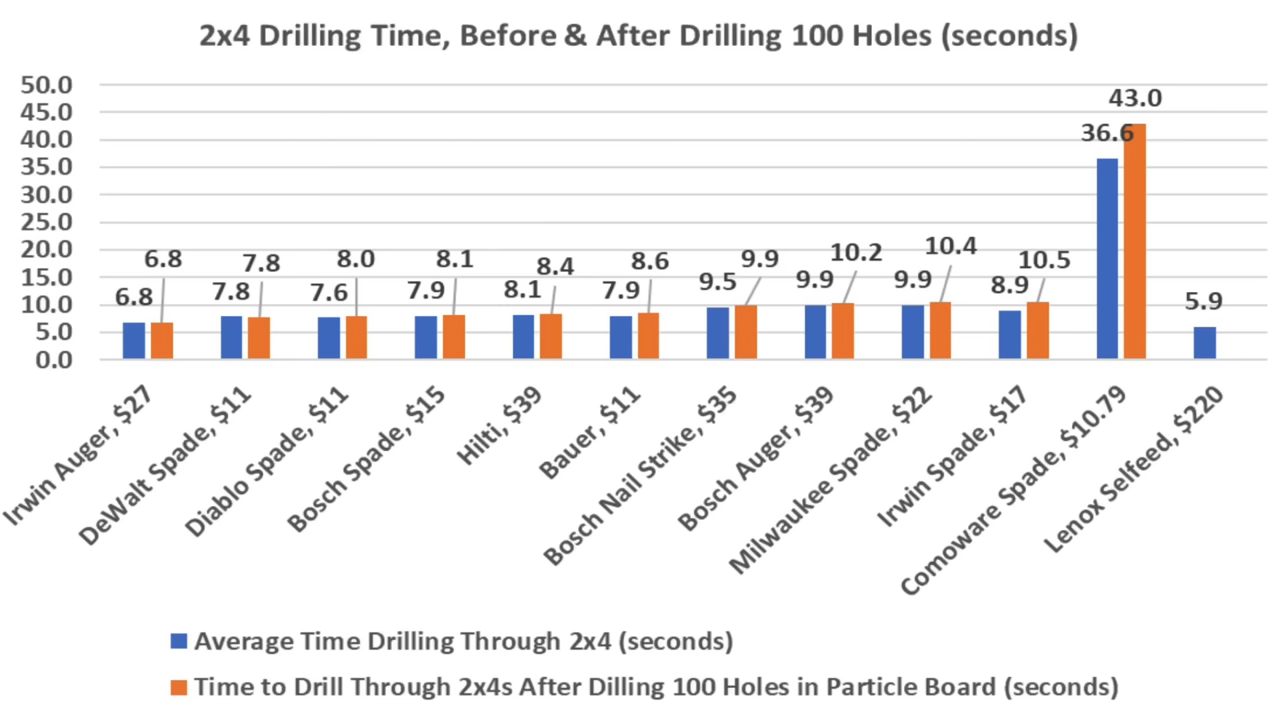 2x4 Drilling Time, Before & After Drilling 100 Holes (seconds)
50.0
45.0
40.0
35.0
30.0
25.0
20.0
15.0
10.0
5.0
0.0
6.8 6.8
7.8 7.8
7.6 8.0
7.9 8.1
8.1 8.4
7.9 8.6
9.5 9.9
9.9 10.2
9.9 10.4
8.9 10.5
36.6 43.0
5.9
Irwin Auger, $27
DeWalt Spade, $11
Diablo Spade, $11
Bosch Spade, $15
Hilti, $39
Bauer, $11
Bosch Nail Strike, $35
Bosch Auger, $39
Milwaukee Spade, $22
Irwin Spade, $17
Comoware Spade, $10.79
Lenox Selfeed, $220
Average Time Drilling Through 2x4 (seconds)
Time to Drill Through 2x4s After Dilling 100 Holes in Particle Board (seconds)